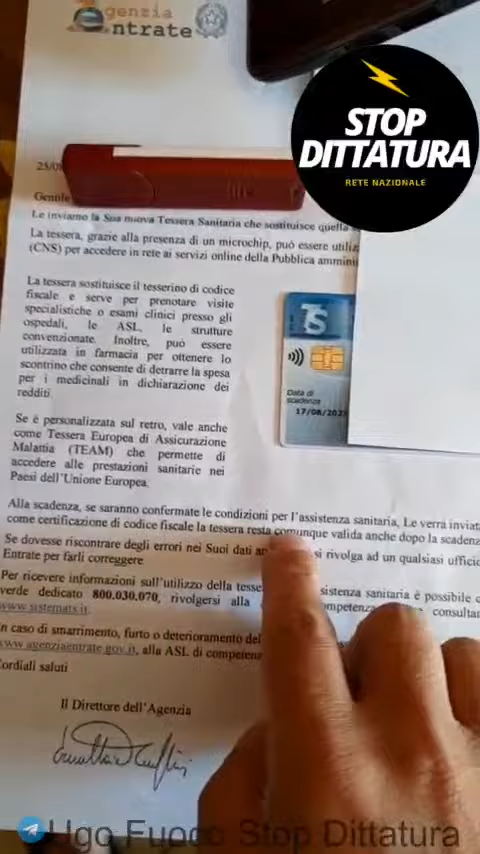 genzia
ntrate
STOP
DITTATURA
RETE NAZIONALE
25/0
Gentile
Le inviamo la Sua nuova Tessera Sanitaria che sostituisce quella
La tessera, grazie alla presenza di un microchip, può essere utiliz
(CNS) per accedere in rete ai servizi online della Pubblica ammini
La tessera sostituisce il tesserino di codice
fiscale e serve per prenotare visite
specialistiche o esami clinici presso gli
ospedali, le ASL, le strutture
convenzionate. Inoltre, può essere
utilizzata in farmacia per ottenere lo
scontrino che consente di detrarre la spesa
per i medicinali in dichiarazione dei
redditi.
TS
Data di
scadenza
17/08/202
Se è personalizzata sul retro, vale anche
come Tessera Europea di Assicurazione
Malattia (TEAM) che permette di
accedere alle prestazioni sanitarie nei
Paesi dell'Unione Europea.
Alla scadenza, se saranno confermate le condizioni per l'assistenza sanitaria, Le verrà inviat
come certificazione di codice fiscale la tessera resta comunque valida anche dopo la scadenz
Se dovesse riscontrare degli errori nei Suoi dati an si rivolga ad un qualsiasi ufficio
Entrate per farli correggere
Per ricevere informazioni sull'utilizzo della tesse sistenza sanitaria è possibile c
verde dedicato 800.030.070, rivolgersi alla ompetenza consultar
www.sistemats.it.
In caso di smarrimento, furto o deterioramento del
www.agenziaentrate.gov.it, alla ASL di competenz
Cordiali saluti
Il Direttore dell'Agenzia
Ugo Fuoco Stop Dittatura